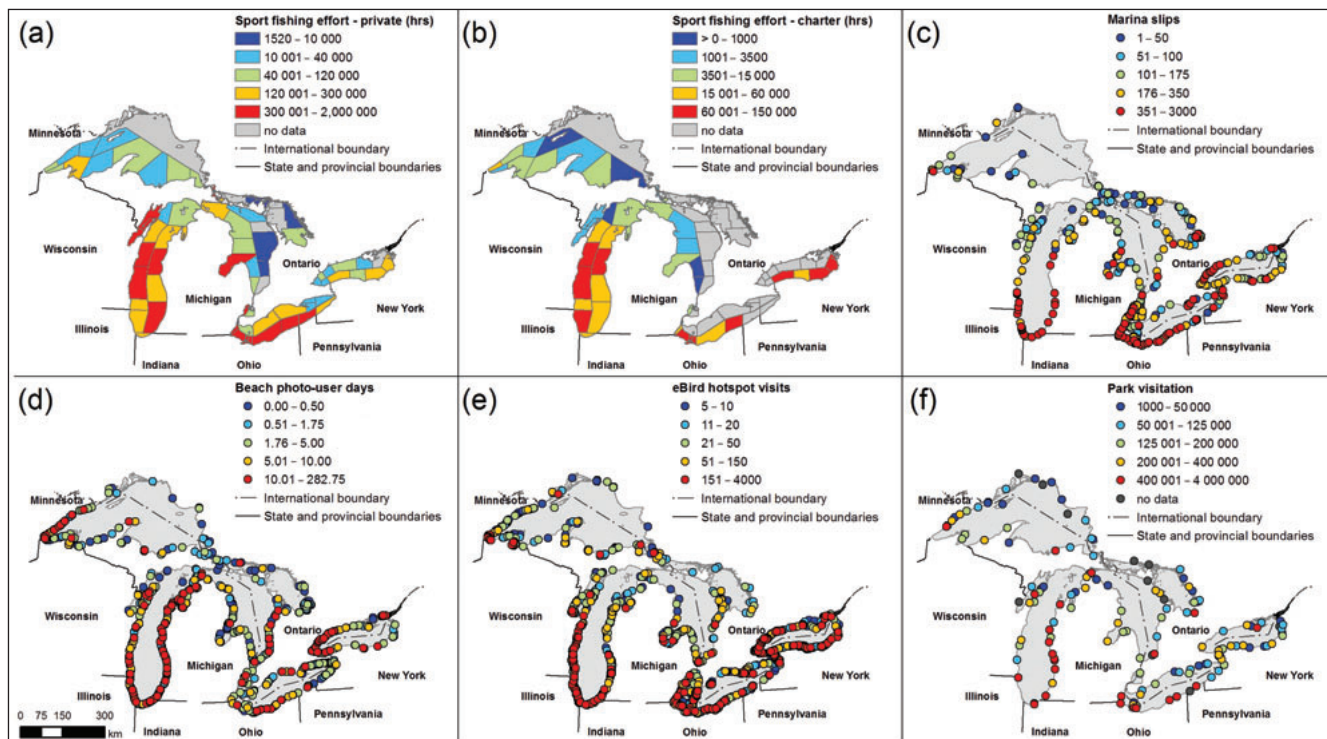 (a)
Sport fishing effort - private (hrs)
1520 – 10 000
10 001 – 40 000
40 001 – 120 000
120 001 – 300 000
300 001 – 2,000 000
no data
International boundary
State and provincial boundaries
Minnesota
Wisconsin
Michigan
Ontario
New York
Illinois
Indiana
Ohio
Pennsylvania
(b)
Sport fishing effort - charter (hrs)
> 0 – 1000
1001 – 3500
3501 – 15 000
15 001 – 60 000
60 001 – 150 000
no data
International boundary
State and provincial boundaries
Minnesota
Wisconsin
Michigan
Ontario
New York
Illinois
Indiana
Ohio
Pennsylvania
(c)
Marina slips
1 – 50
51 – 100
101 – 175
176 – 350
351 – 3000
International boundary
State and provincial boundaries
Minnesota
Wisconsin
Michigan
Ontario
New York
Illinois
Indiana
Ohio
Pennsylvania
(d)
Beach photo-user days
0.00 – 0.50
0.51 – 1.75
1.76 – 5.00
5.01 – 10.00
10.01 – 282.75
International boundary
State and provincial boundaries
Minnesota
Wisconsin
Michigan
Ontario
New York
Illinois
Indiana
Ohio
Pennsylvania
0 75 150 300
km
(e)
eBird hotspot visits
5 – 10
11 – 20
21 – 50
51 – 150
151 – 4000
International boundary
State and provincial boundaries
Minnesota
Wisconsin
Michigan
Ontario
New York
Illinois
Indiana
Ohio
Pennsylvania
(f)
Park visitation
1000 – 50 000
50 001 – 125 000
125 001 – 200 000
200 001 – 400 000
400 001 – 4 000 000
no data
International boundary
State and provincial boundaries
Minnesota
Wisconsin
Michigan
Ontario
New York
Illinois
Indiana
Ohio
Pennsylvania